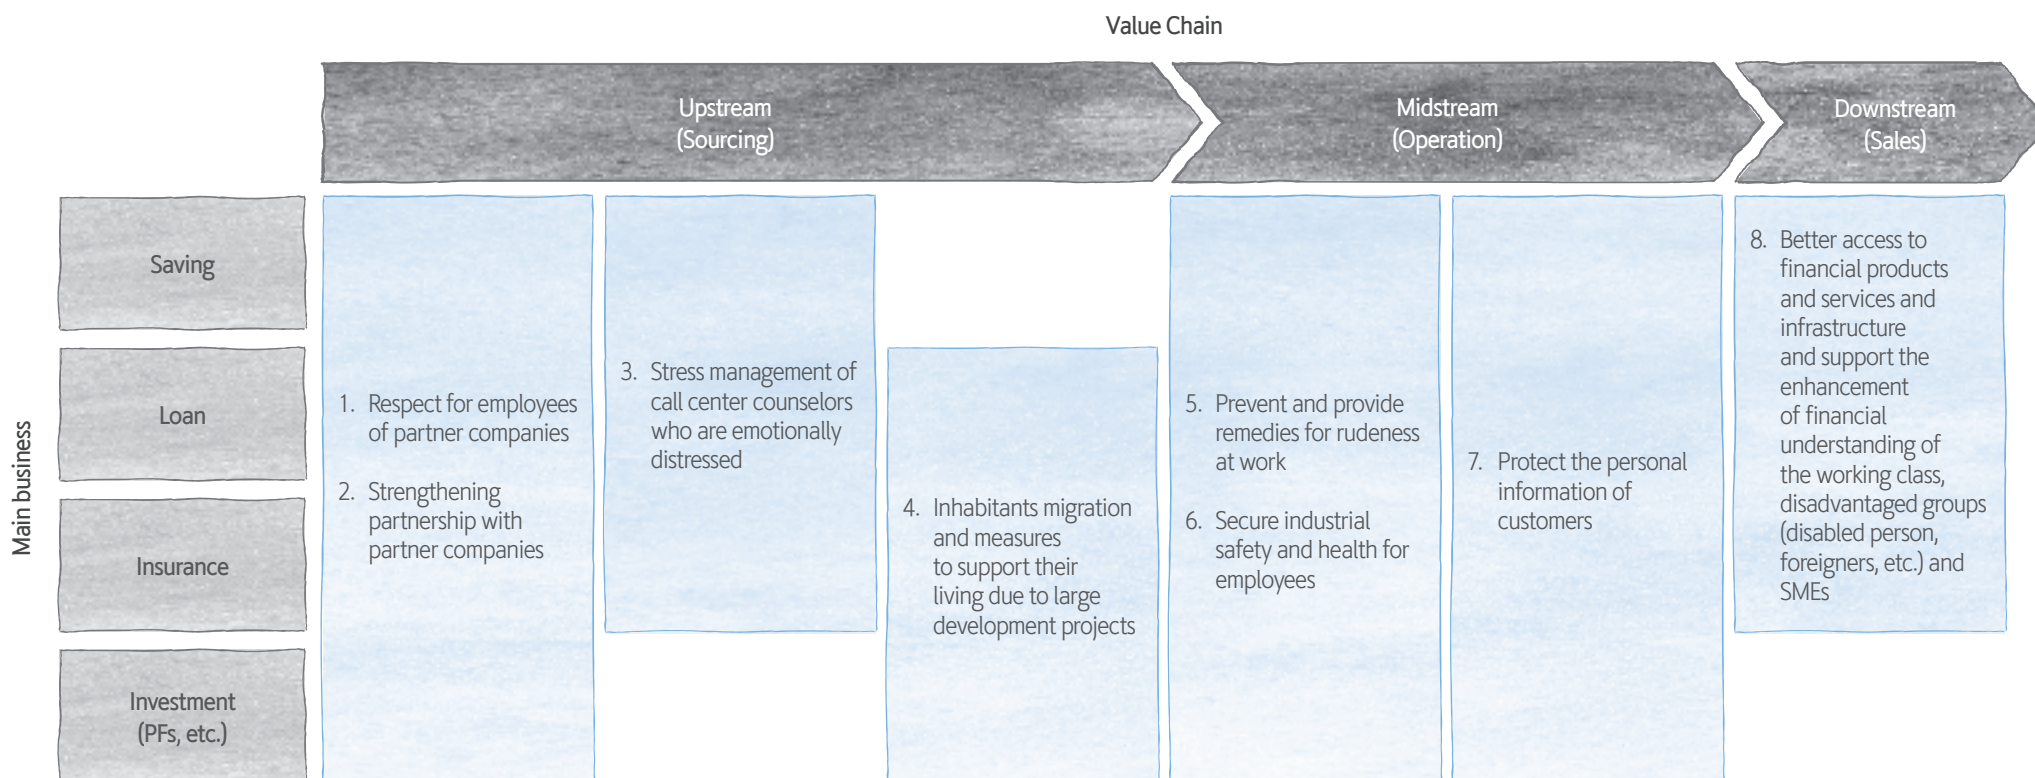 Value Chain
Upstream
(Sourcing)
Midstream
(Operation)
Downstream
(Sales)
Main business
Saving
Loan
Insurance
Investment
(PFs, etc.)
1. Respect for employees
of partner companies
2. Strengthening
partnership with
partner companies
3. Stress management of
call center counselors
who are emotionally
distressed
4. Inhabitants migration
and measures
to support their
living due to large
development projects
5. Prevent and provide
remedies for rudeness
at work
6. Secure industrial
safety and health for
employees
7. Protect the personal
information of
customers
8. Better access to
financial products
and services and
infrastructure
and support the
enhancement
of financial
understanding of
the working class,
disadvantaged groups
(disabled person,
foreigners, etc.) and
SMEs